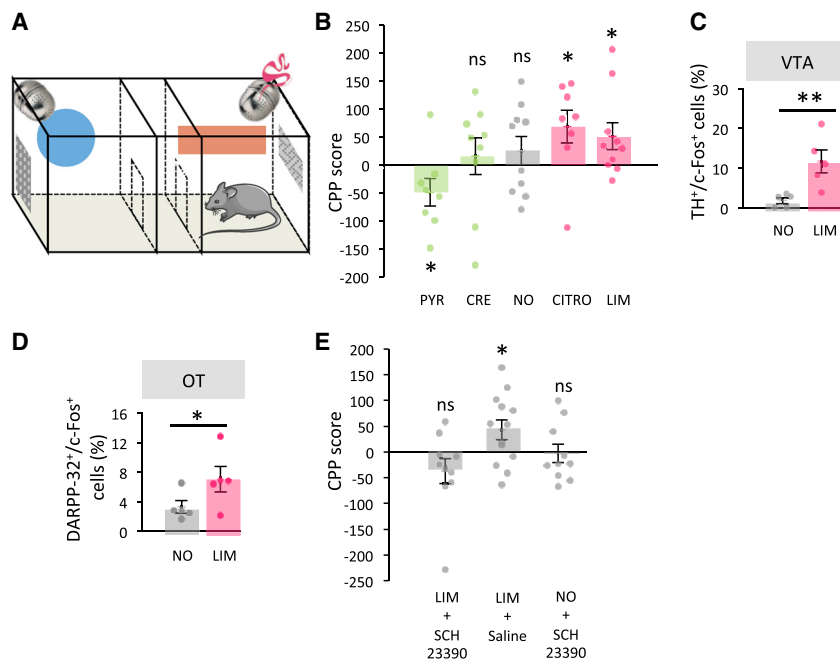 A
B
CPP score
200
150
100
50
0
-50
-100
-150
-200
ns
ns
*
*
*
PYR
CRE
NO
CITRO
LIM
C
VTA
TH+/c-Fos+ cells (%)
30
20
10
0
**
NO
LIM
D
OT
DARPP-32+/c-Fos+
cells (%)
16
12
8
4
0
*
NO
LIM
E
CPP score
200
150
100
50
0
-50
-100
-150
-200
-250
ns
*
ns
LIM
+
SCH
23390
LIM
+
Saline
NO
+
SCH
23390